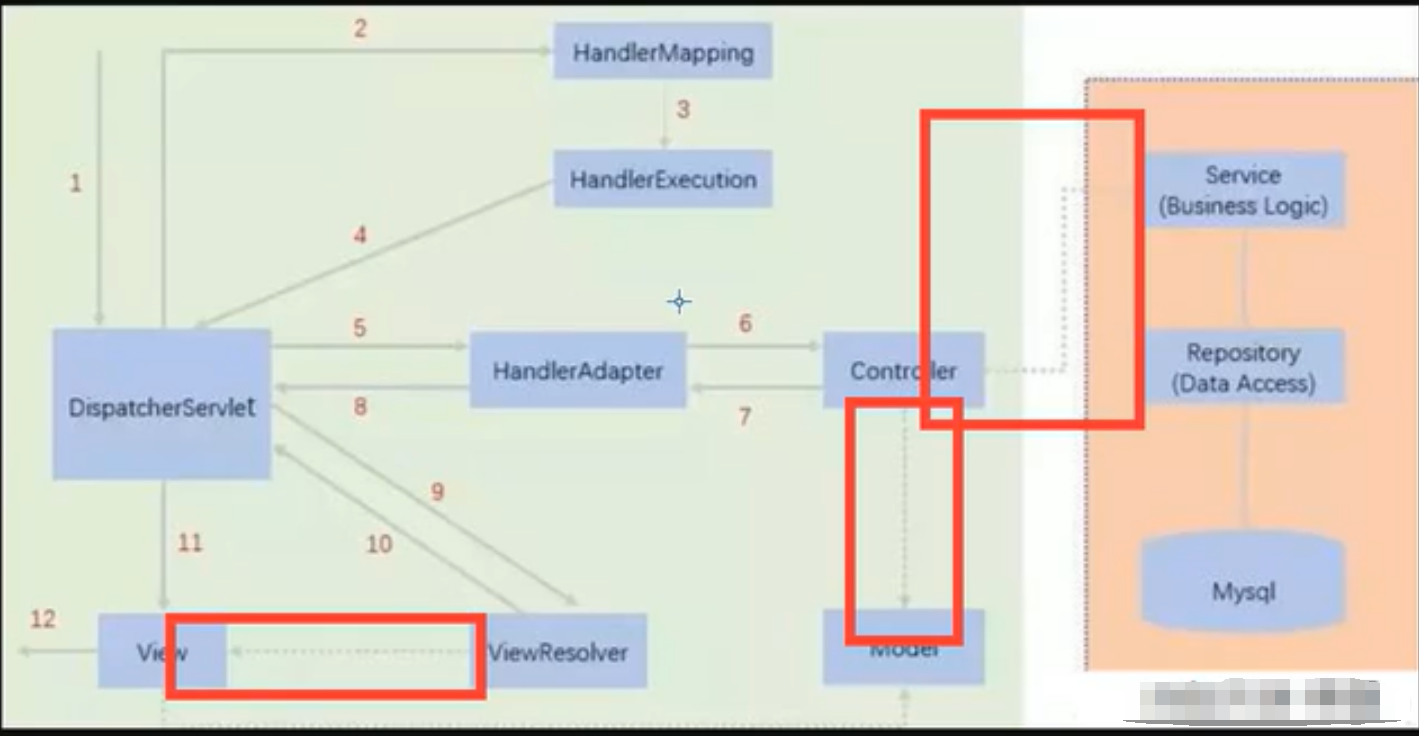 2
HandlerMapping
3
1
HandlerExecution
Service
(Business Logic)
4
5
6
HandlerAdapter
Controller
Repository
(Data Access)
DispatcherServlet
8
7
9
11
10
Mysql
12
View
ViewResolver
Model